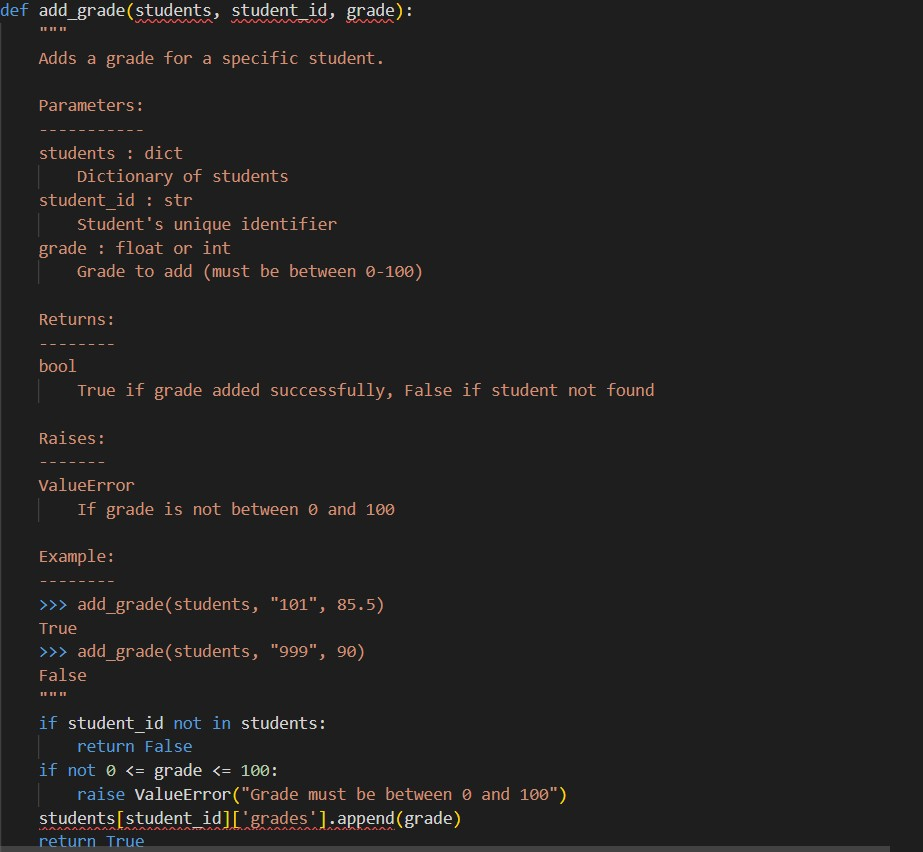 def add_grade(students, student_id, grade):
    """
    Adds a grade for a specific student.

    Parameters:
    -----------
    students : dict
        Dictionary of students
    student_id : str
        Student's unique identifier
    grade : float or int
        Grade to add (must be between 0-100)

    Returns:
    --------
    bool
        True if grade added successfully, False if student not found

    Raises:
    -------
    ValueError
        If grade is not between 0 and 100

    Example:
    --------
    >>> add_grade(students, "101", 85.5)
    True
    >>> add_grade(students, "999", 90)
    False
    """
    if student_id not in students:
        return False
    if not 0 <= grade <= 100:
        raise ValueError("Grade must be between 0 and 100")
    students[student_id]['grades'].append(grade)
    return True